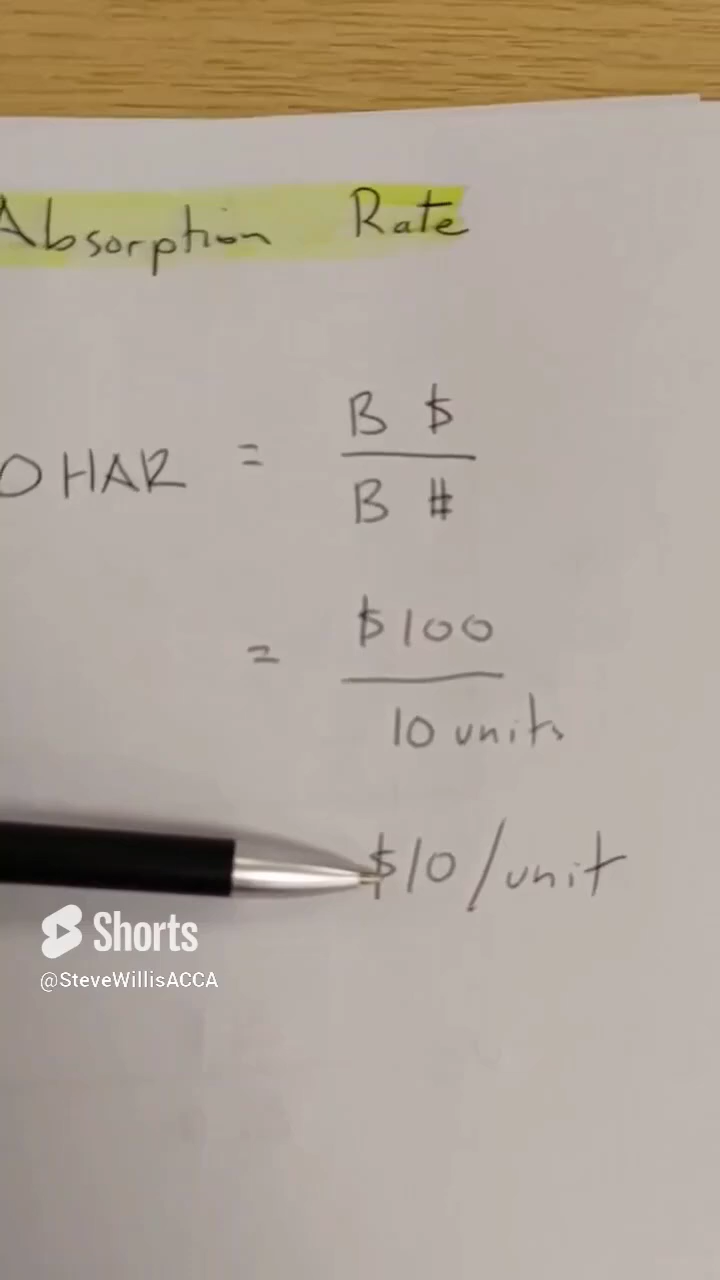 Absorption Rate
OHAR = B $
B #
= $100
10 units
$10/unit
Shorts
@SteveWillisACCA